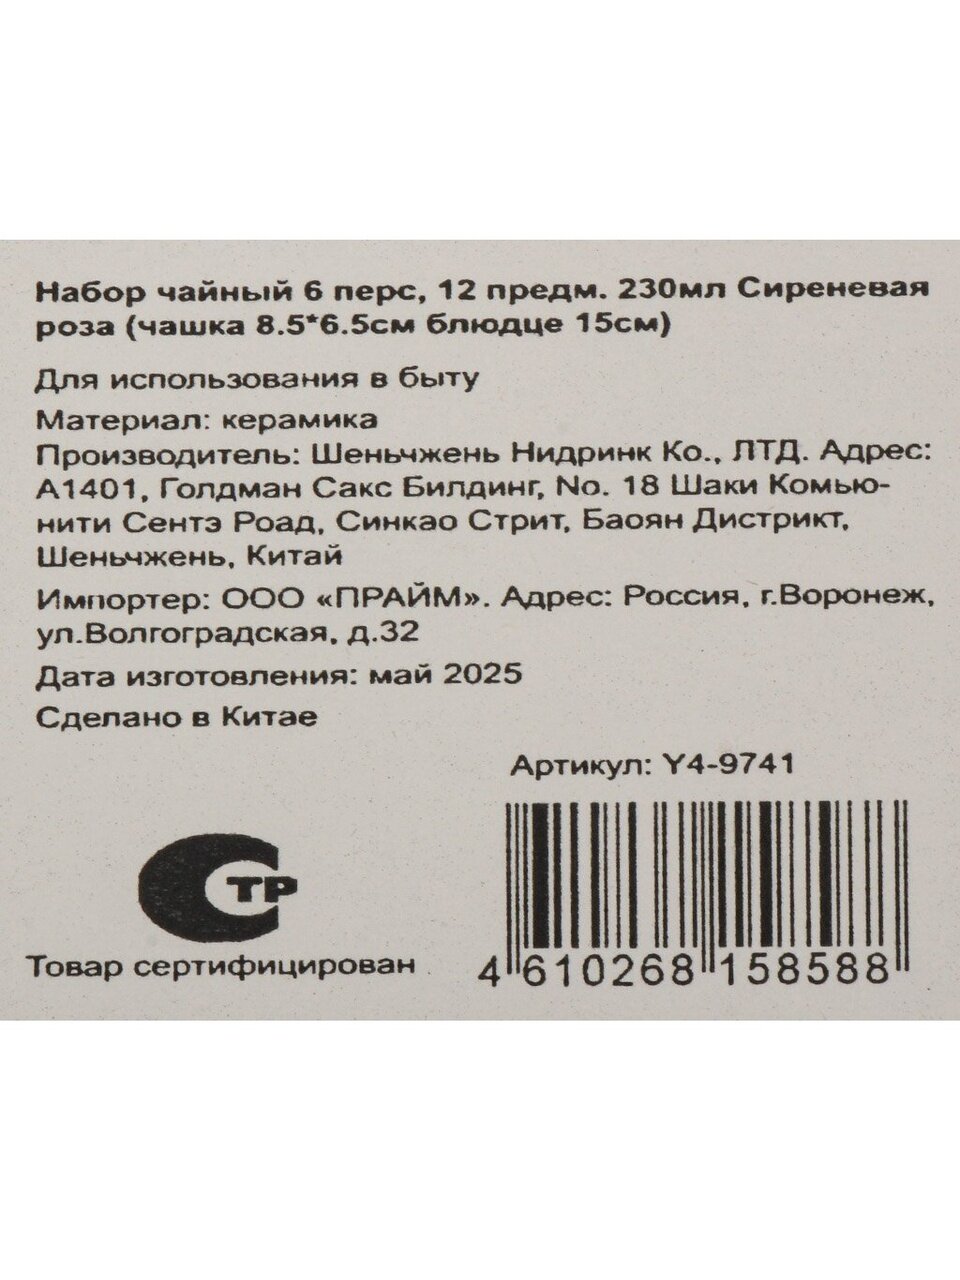 Набор чайный 6 перс, 12 предм. 230мл Сиреневая
роза (чашка 8.5*6.5см блюдце 15см)
Для использования в быту
Материал: керамика
Производитель: Шеньчжень Нидринк Ко., ЛТД. Адрес:
А1401, Голдман Сакс Билдинг, No. 18 Шаки Комью-
нити Сентэ Роад, Синкао Стрит, Баоян Дистрикт,
Шеньчжень, Китай
Импортер: ООО «ПРАЙМ». Адрес: Россия, г.Воронеж,
ул.Волгоградская, д.32
Дата изготовления: май 2025
Сделано в Китае
Артикул: Y4-9741
СТР
Товар сертифицирован
4 610268 158588